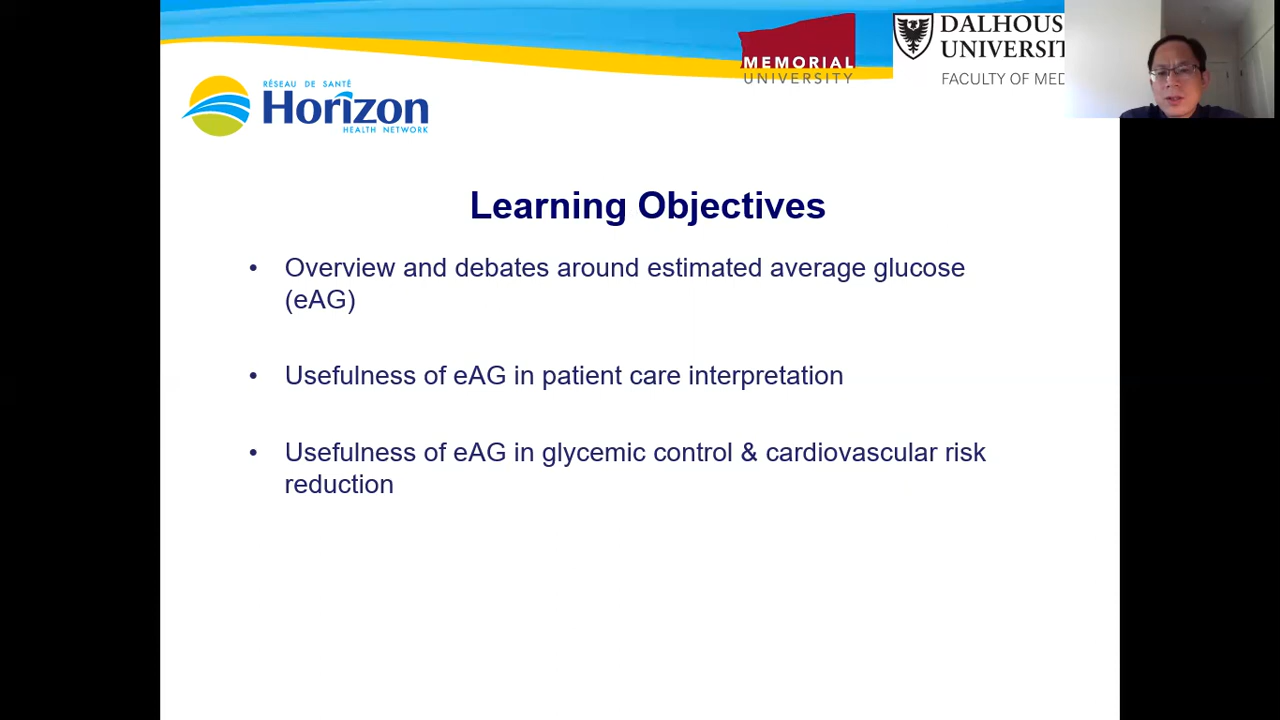 MEMORIAL
UNIVERSITY
DALHOUS
UNIVERSIT
FACULTY OF MED
RÉSEAU DE SANTÉ
Horizon
HEALTH NETWORK
Learning Objectives
• Overview and debates around estimated average glucose
(eAG)
• Usefulness of eAG in patient care interpretation
• Usefulness of eAG in glycemic control & cardiovascular risk
reduction